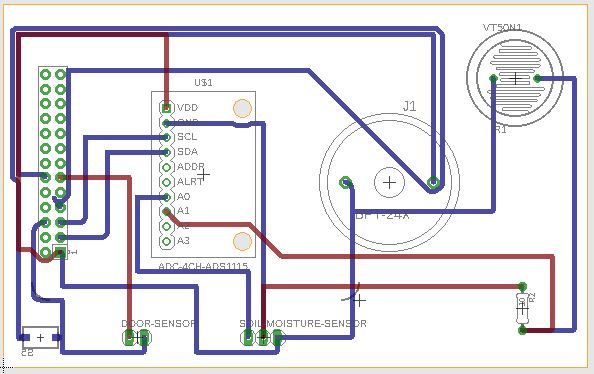 VT50N1
R1
U$1
J1
VDD
GND
SCL
SDA
ADDR
ALRT
A0
A1
A2
A3
BPT-24X
ADC-4CH-ADS1115
1
DOOR-SENSOR
SOIL-MOISTURE-SENSOR
R2
S2